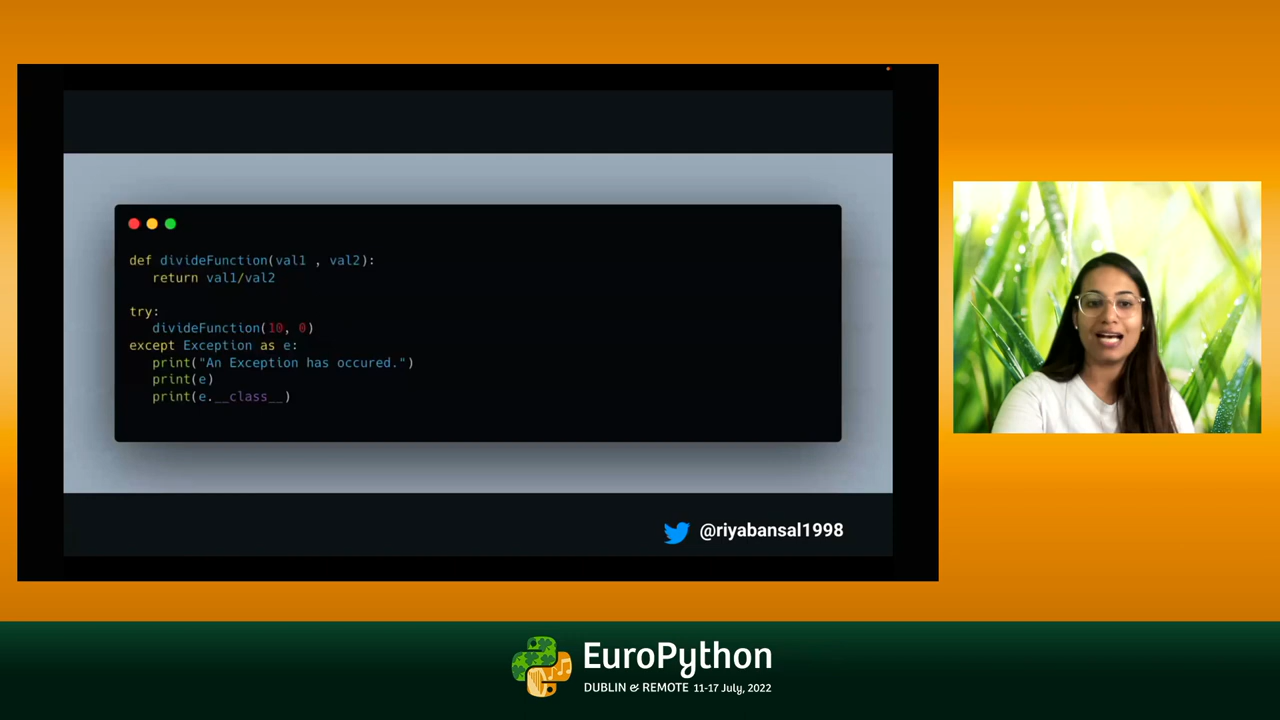 def divideFunction(val1 , val2):
return val1/val2
try:
divideFunction(10, 0)
except Exception as e:
print("An Exception has occured.")
print(e)
print(e.__class__)
@riyabansal1998
EuroPython
DUBLIN & REMOTE 11-17 July, 2022